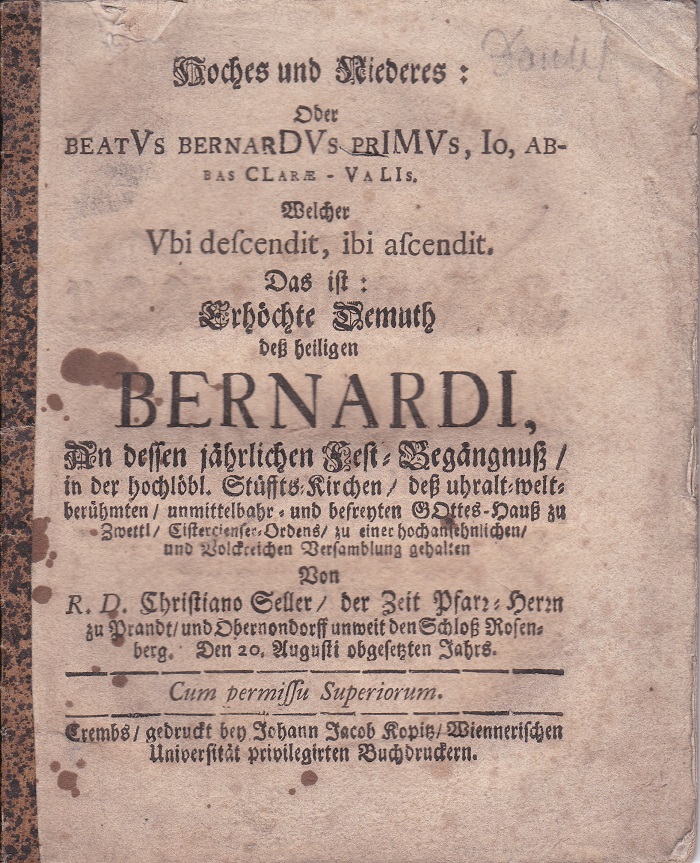 Hoches und Niederes :
Oder
BEATVs BERNARDVs PRIMVs, Io, AB-
BAS CLARÆ - VALIs.
Welcher
Vbi deſcendit, ibi aſcendit.
Das iſt :
Erhöchte Demuth
deß heiligen
BERNARDI,
An deſſen jährlichen Feſt-Begängnuß /
in der hochlöbl. Stüffts-Kirchen / deß uhralt-welt-
berühmten / unmittelbahr- und befreyten GOttes-Hauß zu
Zwettl / Ciſtercienſer-Ordens / zu einer hochanſehnlichen /
und Volckreichen Verſamblung gehalten
Von
R. D. Chriſtiano Seller / der Zeit Pfarr-Herrn
zu Prandt / und Obernondorff unweit den Schloß Roſen-
berg. Den 20. Auguſti obgeſetzten Jahrs.
Cum permiſſu Superiorum.
Crembs / gedruckt bey Johann Jacob Kopitz / Wienneriſchen
Univerſität privilegirten Buchdruckern.